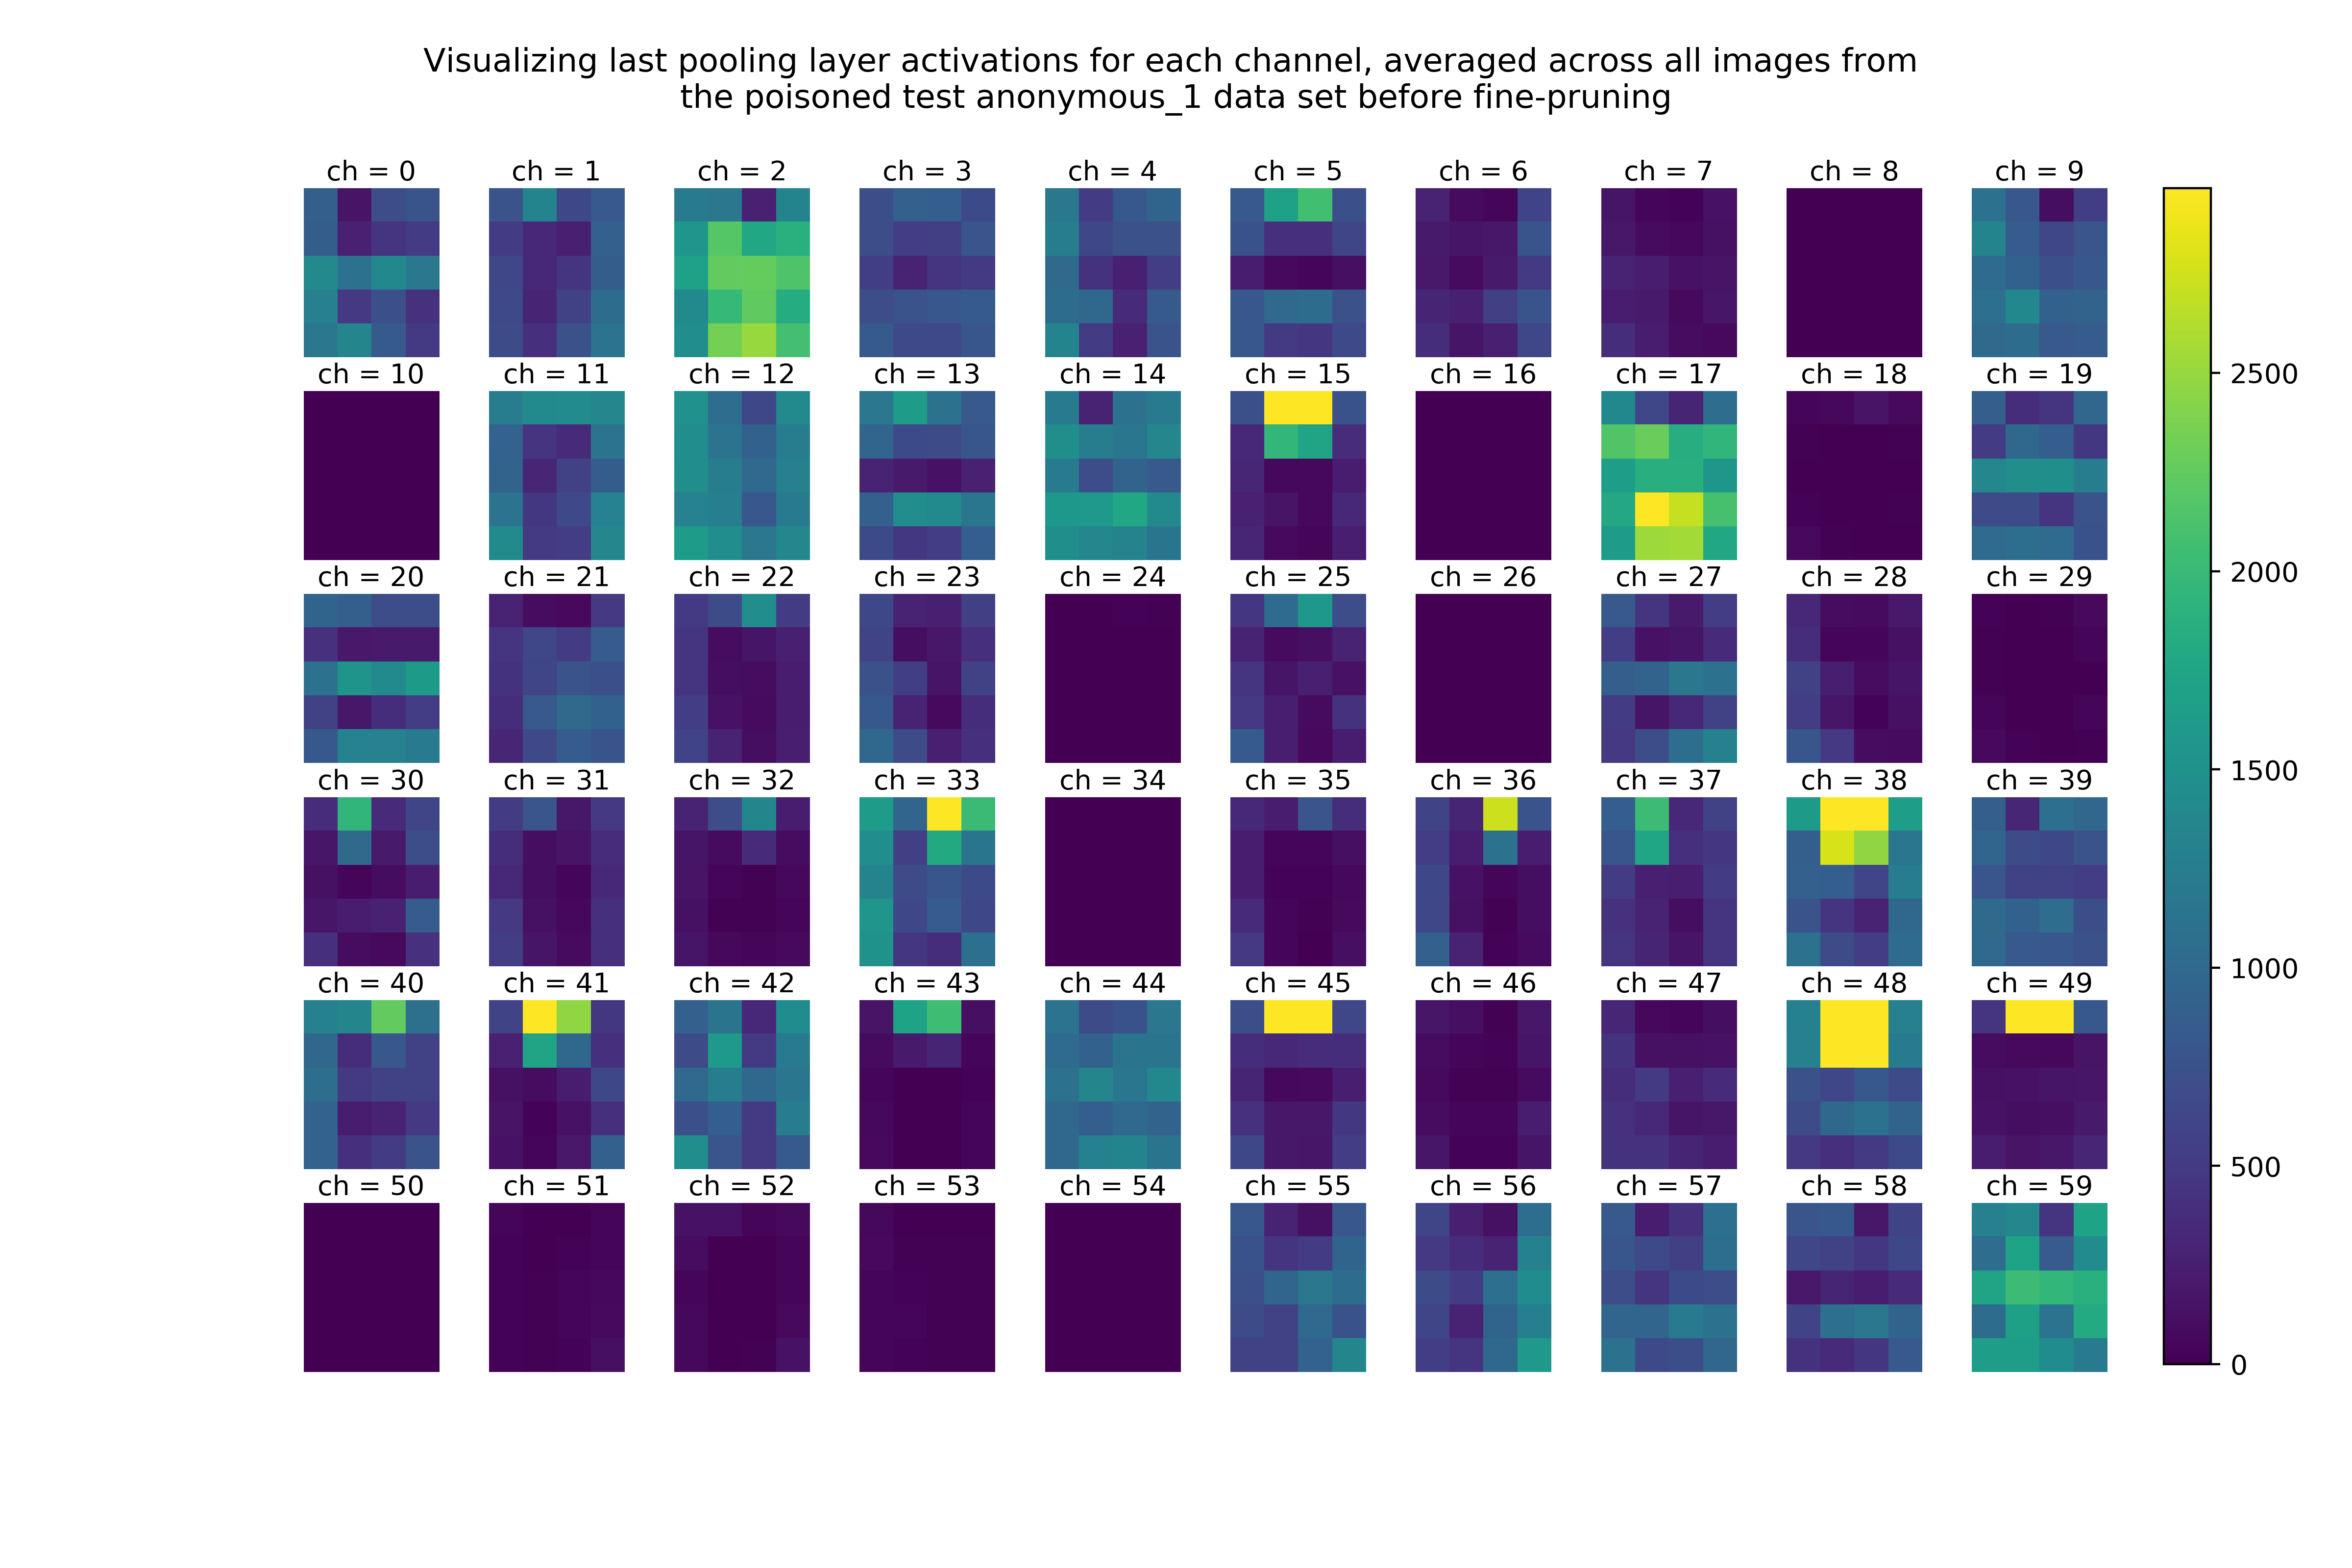 Visualizing last pooling layer activations for each channel, averaged across all images from
the poisoned test anonymous_1 data set before fine-pruning
ch = 0 ch = 1 ch = 2 ch = 3 ch = 4 ch = 5 ch = 6 ch = 7 ch = 8 ch = 9
ch = 10 ch = 11 ch = 12 ch = 13 ch = 14 ch = 15 ch = 16 ch = 17 ch = 18 ch = 19
ch = 20 ch = 21 ch = 22 ch = 23 ch = 24 ch = 25 ch = 26 ch = 27 ch = 28 ch = 29
ch = 30 ch = 31 ch = 32 ch = 33 ch = 34 ch = 35 ch = 36 ch = 37 ch = 38 ch = 39
ch = 40 ch = 41 ch = 42 ch = 43 ch = 44 ch = 45 ch = 46 ch = 47 ch = 48 ch = 49
ch = 50 ch = 51 ch = 52 ch = 53 ch = 54 ch = 55 ch = 56 ch = 57 ch = 58 ch = 59
2500
2000
1500
1000
500
0